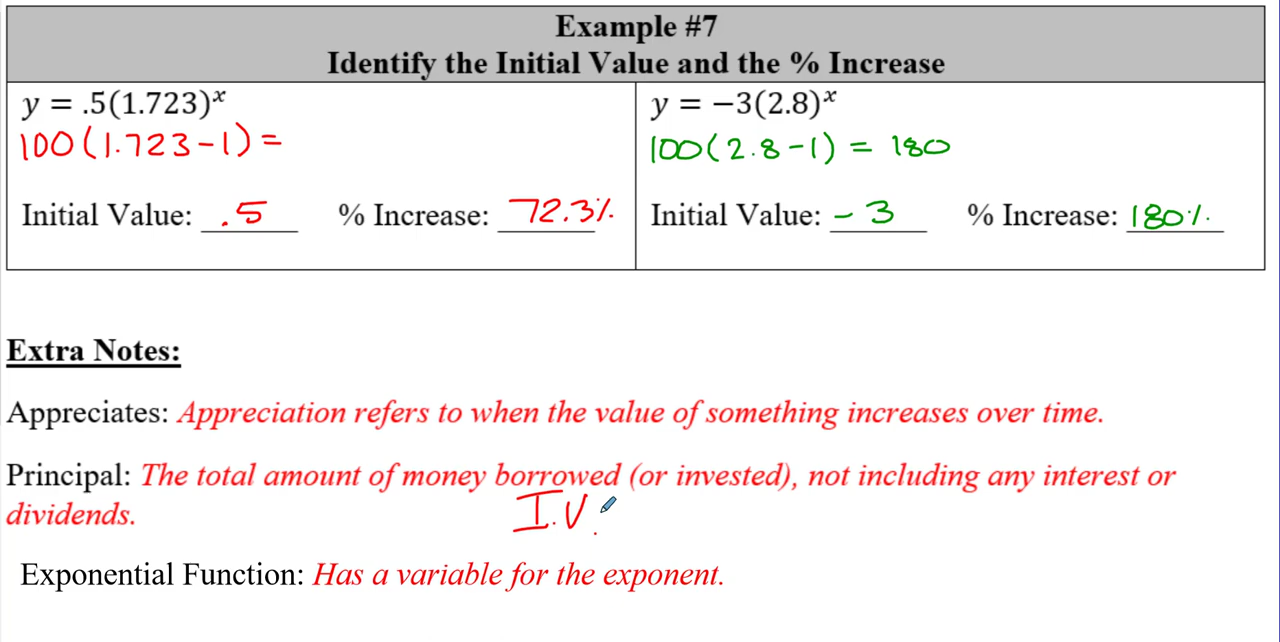 Example #7
Identify the Initial Value and the % Increase
y = .5(1.723)^x
100(1.723-1) =
Initial Value: .5 % Increase: 72.3%
y = −3(2.8)^x
100(2.8-1) = 180
Initial Value: -3 % Increase: 180%
Extra Notes:
Appreciates: Appreciation refers to when the value of something increases over time.
Principal: The total amount of money borrowed (or invested), not including any interest or
dividends.
I.V.
Exponential Function: Has a variable for the exponent.